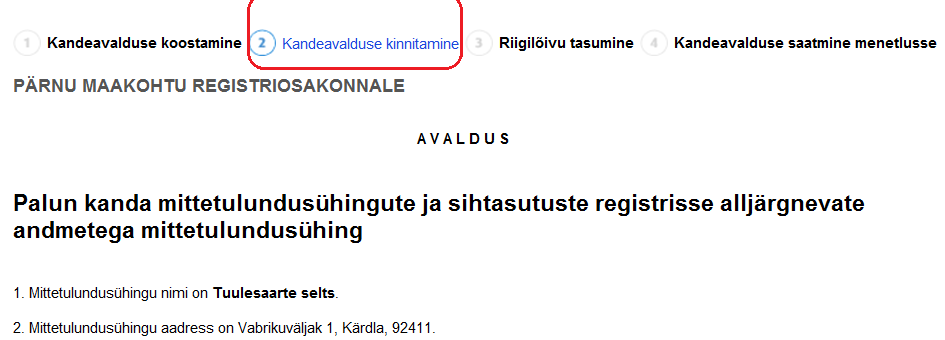 1 Kandeavalduse koostamine 2 Kandeavalduse kinnitamine 3 Riigilõivu tasumine 4 Kandeavalduse saatmine menetlusse
PÄRNU MAAKOHTU REGISTRIOSAKONNALE
A V A L D U S
Palun kanda mittetulundusühingute ja sihtasutuste registrisse alljärgnevate
andmetega mittetulundusühing
1. Mittetulundusühingu nimi on Tuulesaarte selts.
2. Mittetulundusühingu aadress on Vabrikuväljak 1, Kärdla, 92411.